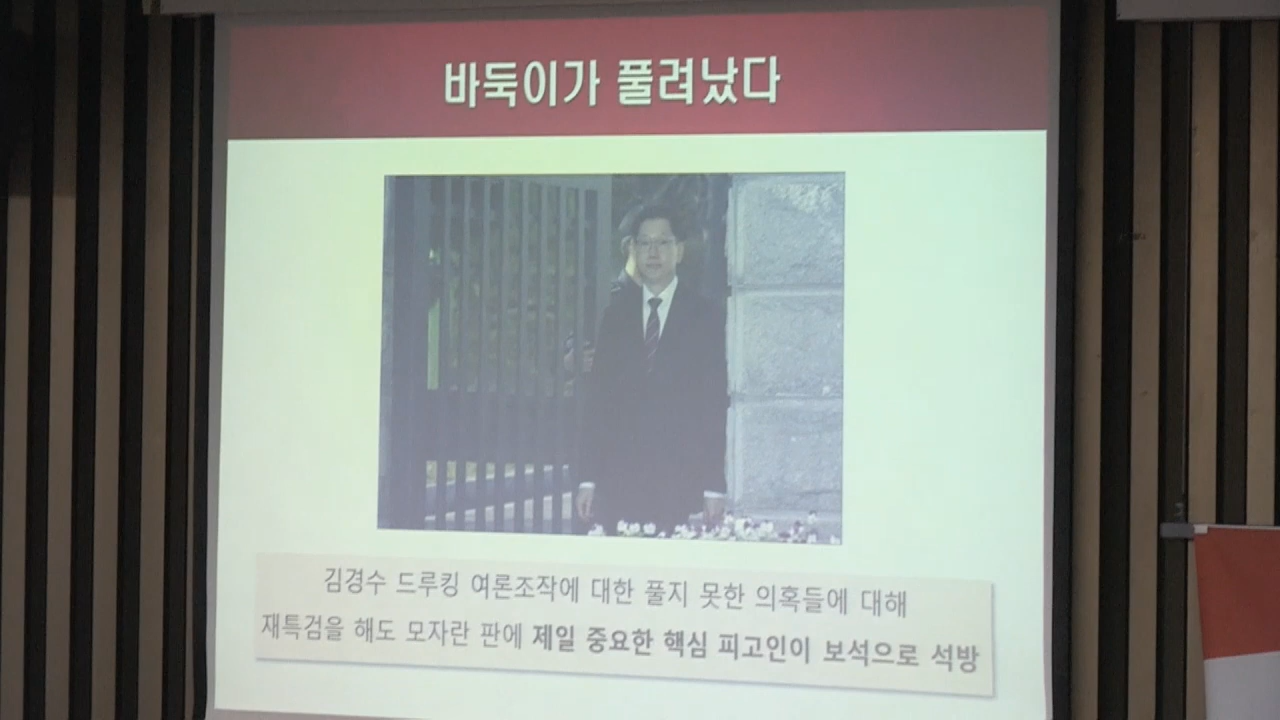 바둑이가 풀려났다
김경수 드루킹 여론조작에 대한 풀지 못한 의혹들에 대해
재특검을 해도 모자란 판에 제일 중요한 핵심 피고인이 보석으로 석방